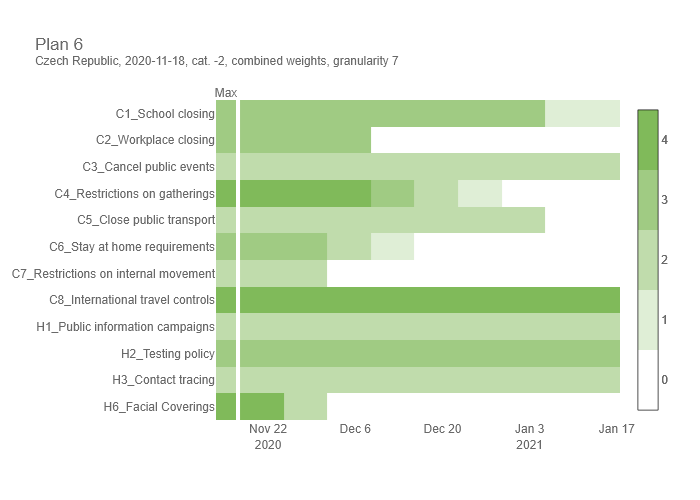 Plan 6
Czech Republic, 2020-11-18, cat. -2, combined weights, granularity 7
Max
C1_School closing
C2_Workplace closing
C3_Cancel public events
C4_Restrictions on gatherings
C5_Close public transport
C6_Stay at home requirements
C7_Restrictions on internal movement
C8_International travel controls
H1_Public information campaigns
H2_Testing policy
H3_Contact tracing
H6_Facial Coverings
4
3
2
1
0
Nov 22 Dec 6 Dec 20 Jan 3 Jan 17
2020 2021